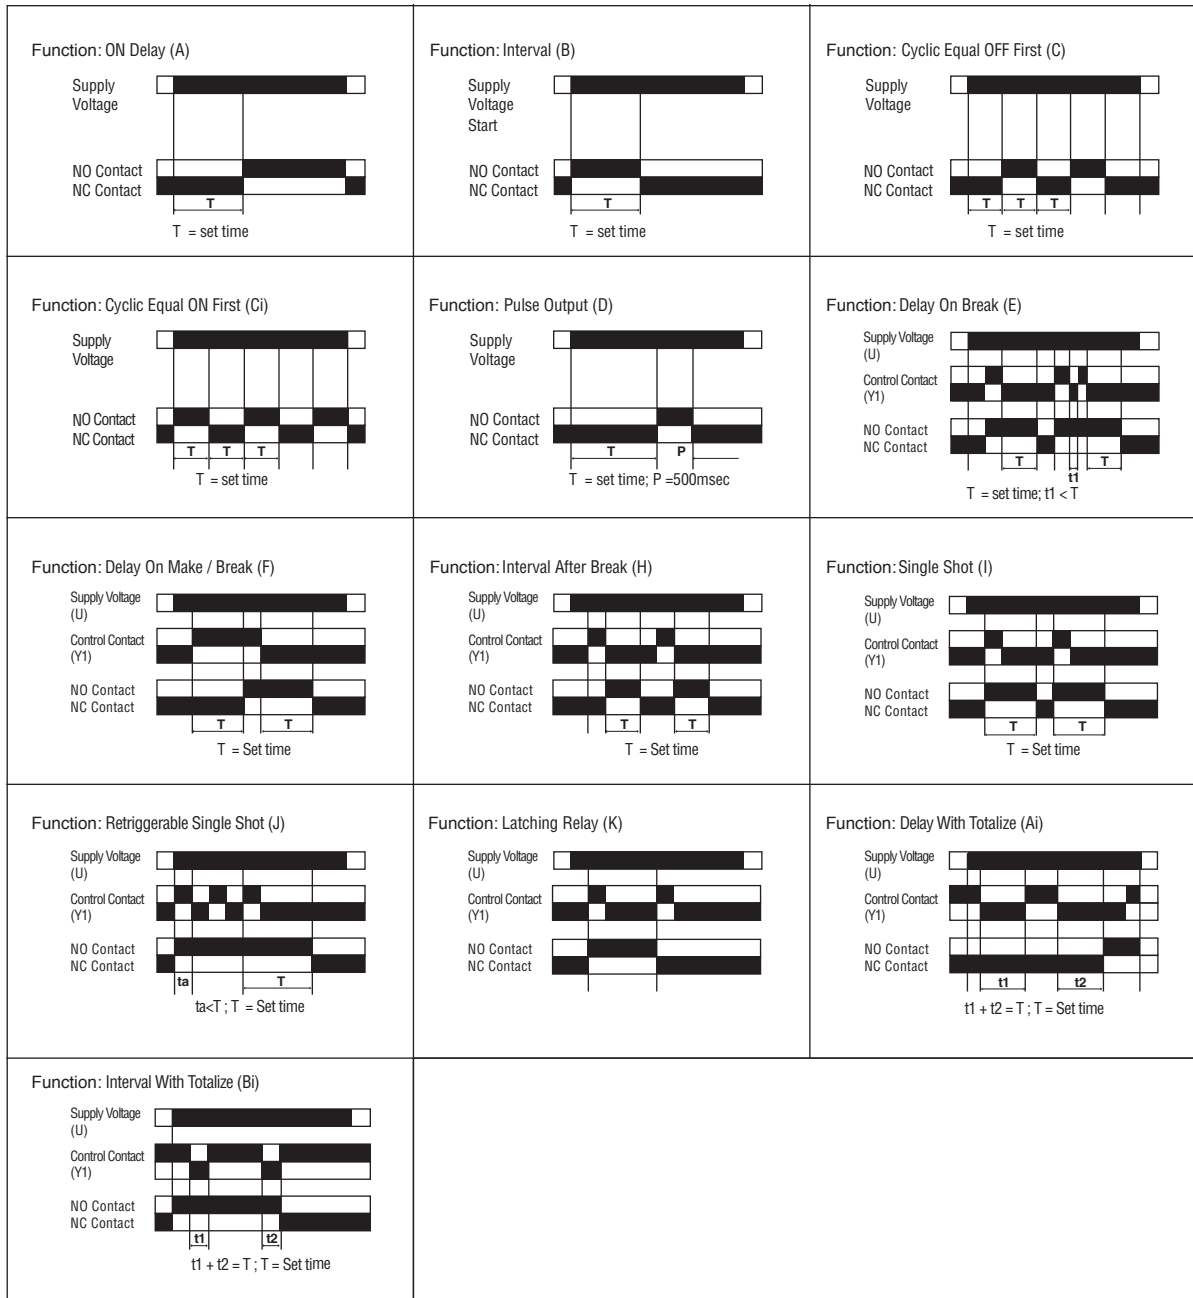 Function: ON Delay (A)
Supply
Voltage
NO Contact
NC Contact
T
T = set time
Function: Interval (B)
Supply
Voltage
Start
NO Contact
NC Contact
T
T = set time
Function: Cyclic Equal OFF First (C)
Supply
Voltage
NO Contact
NC Contact
T T T
T = set time
Function: Cyclic Equal ON First (Ci)
Supply
Voltage
NO Contact
NC Contact
T T T
T = set time
Function: Pulse Output (D)
Supply
Voltage
NO Contact
NC Contact
T P
T = set time; P =500msec
Function: Delay On Break (E)
Supply Voltage
(U)
Control Contact
(Y1)
NO Contact
NC Contact
T t1 T
T = set time; t1 < T
Function: Delay On Make / Break (F)
Supply Voltage
(U)
Control Contact
(Y1)
NO Contact
NC Contact
T T
T = Set time
Function: Interval After Break (H)
Supply Voltage
(U)
Control Contact
(Y1)
NO Contact
NC Contact
T T
T = Set time
Function: Single Shot (I)
Supply Voltage
(U)
Control Contact
(Y1)
NO Contact
NC Contact
T T
T = Set time
Function: Retriggerable Single Shot (J)
Supply Voltage
(U)
Control Contact
(Y1)
NO Contact
NC Contact
ta T
ta<T ; T = Set time
Function: Latching Relay (K)
Supply Voltage
(U)
Control Contact
(Y1)
NO Contact
NC Contact
Function: Delay With Totalize (Ai)
Supply Voltage
(U)
Control Contact
(Y1)
NO Contact
NC Contact
t1 t2
t1 + t2 = T ; T = Set time
Function: Interval With Totalize (Bi)
Supply Voltage
(U)
Control Contact
(Y1)
NO Contact
NC Contact
t1 t2
t1 + t2 = T ; T = Set time